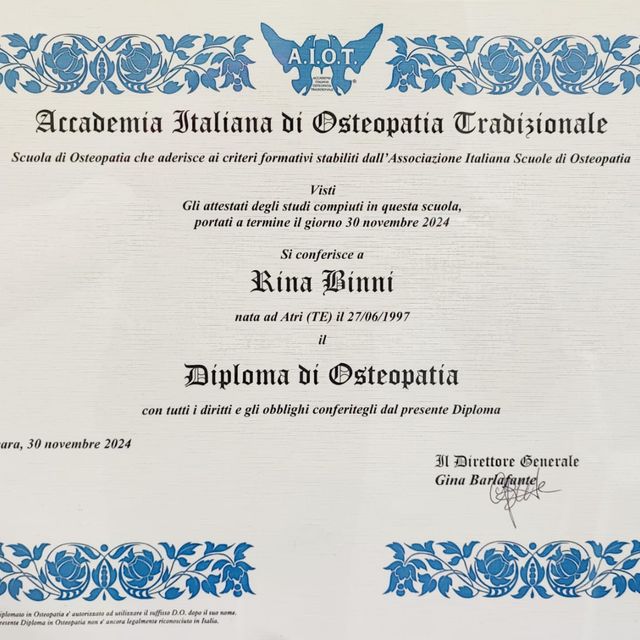 A.I.O.T.
ACCADEMIA
ITALIANA
OSTEOPATIA
TRADIZIONALE
Accademia Italiana di Osteopatia Tradizionale
Scuola di Osteopatia che aderisce ai criteri formativi stabiliti dall'Associazione Italiana Scuole di Osteopatia
Visti
Gli attestati degli studi compiuti in questa scuola,
portati a termine il giorno 30 novembre 2024
Si conferisce a
Rina Binni
nata ad Atri (TE) il 27/06/1997
il
Diploma di Osteopatia
con tutti i diritti e gli obblighi conferitegli dal presente Diploma
ara, 30 novembre 2024
Il Direttore Generale
Gina Barlafante
iplomato in Osteopatia e' autorizzato ad utilizzare il suffisso D.O. dopo il suo nome.
resente Diploma in Osteopatia non e' ancora legalmente riconosciuto in Italia.